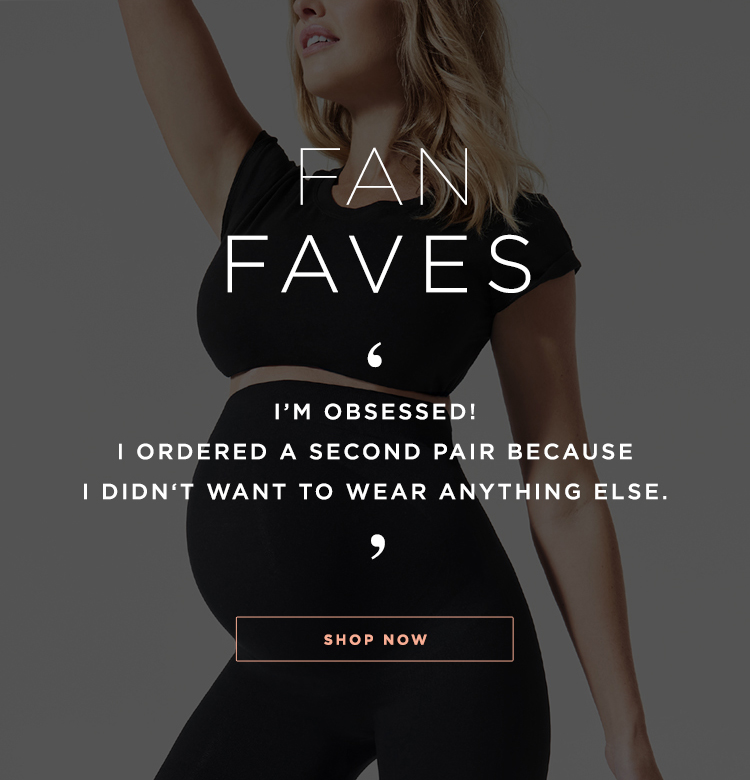 FAN
FAVES
‘
I’M OBSESSED!
I ORDERED A SECOND PAIR BECAUSE
I DIDN‘T WANT TO WEAR ANYTHING ELSE.
’
SHOP NOW